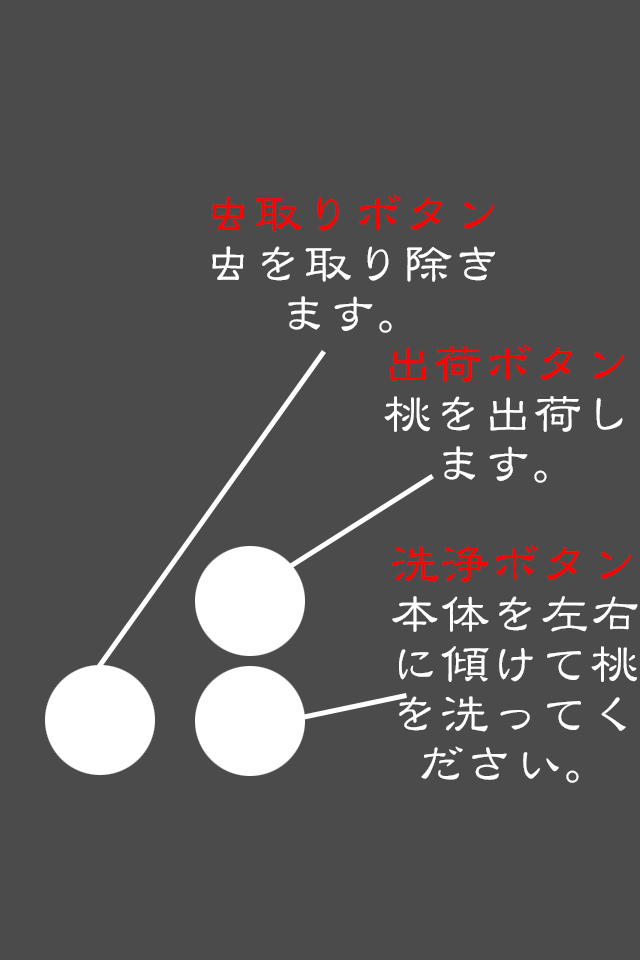 虫取りボタン
虫を取り除き
ます。
出荷ボタン
桃を出荷し
ます。
洗浄ボタン
本体を左右
に傾けて桃
を洗ってく
ださい。